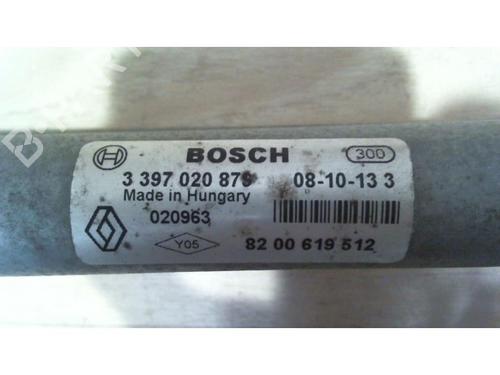 BOSCH 300
3 397 020 879 08-10-13 3
Made in Hungary
020963
Y05 82 00 619 512